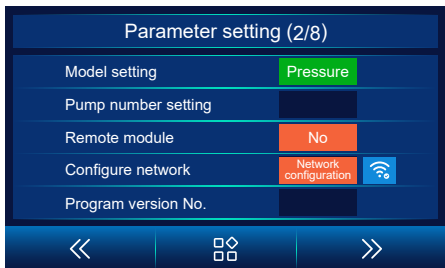 Parameter setting (2/8)
Model setting Pressure
Pump number setting
Remote module No
Configure network Network configuration
Program version No.